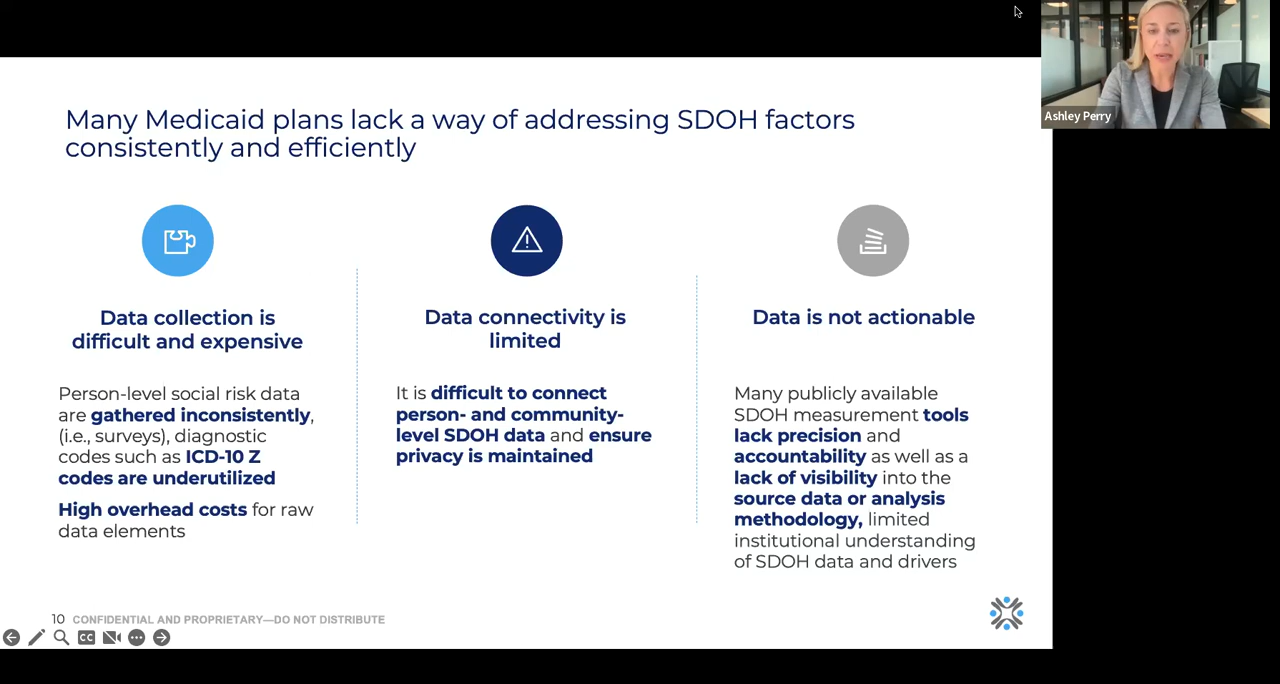 Ashley Perry
Many Medicaid plans lack a way of addressing SDOH factors
consistently and efficiently
Data collection is
difficult and expensive
Person-level social risk data
are gathered inconsistently,
(i.e., surveys), diagnostic
codes such as ICD-10 Z
codes are underutilized
High overhead costs for raw
data elements
Data connectivity is
limited
It is difficult to connect
person- and community-
level SDOH data and ensure
privacy is maintained
Data is not actionable
Many publicly available
SDOH measurement tools
lack precision and
accountability as well as a
lack of visibility into the
source data or analysis
methodology, limited
institutional understanding
of SDOH data and drivers
10 CONFIDENTIAL AND PROPRIETARY—DO NOT DISTRIBUTE
CC